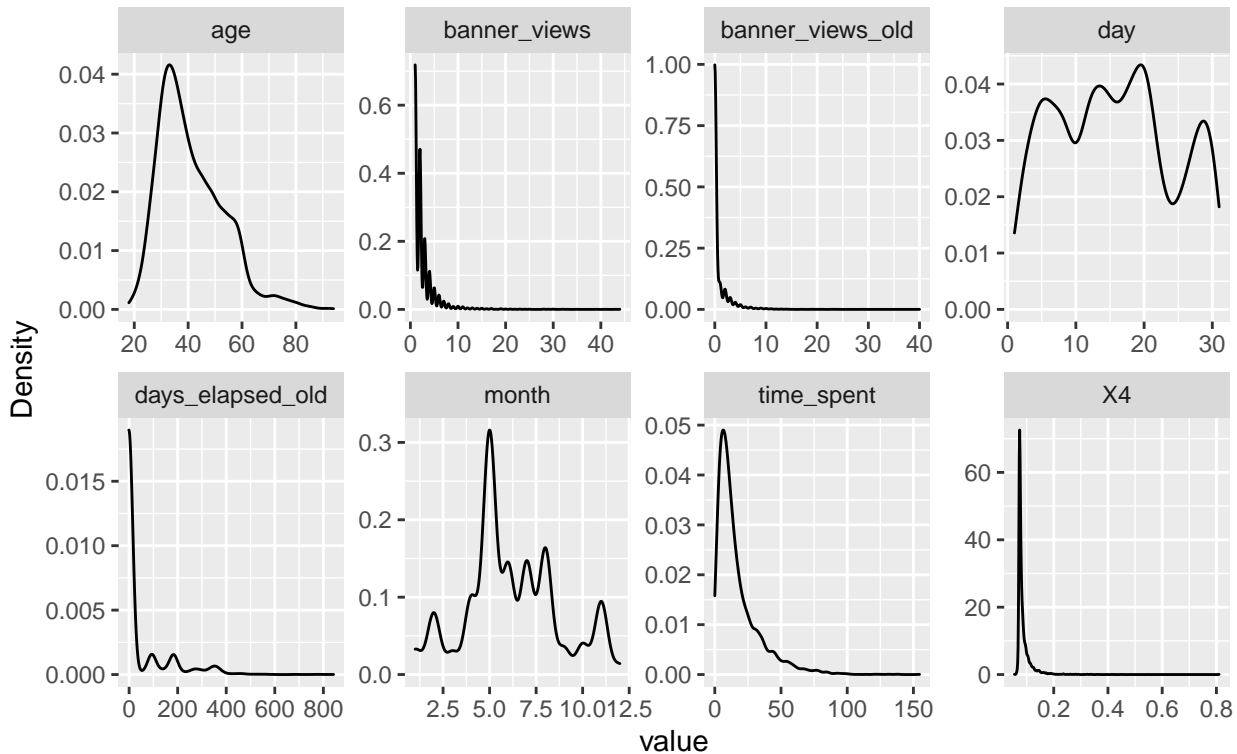 age banner_views banner_views_old day
0.04 0.03 0.02 0.01 0.00
20 40 60 80
0.6 0.4 0.2 0.0
0 10 20 30 40
1.00 0.75 0.50 0.25 0.00
0 10 20 30 40
0.04 0.03 0.02 0.01 0.00
0 10 20 30
Density
days_elapsed_old month time_spent X4
0.015 0.010 0.005 0.000
0 200 400 600 800
0.3 0.2 0.1 0.0
2.5 5.0 7.5 10.0 12.5
0.05 0.04 0.03 0.02 0.01 0.00
0 50 100 150
60 40 20 0
0.2 0.4 0.6 0.8
value